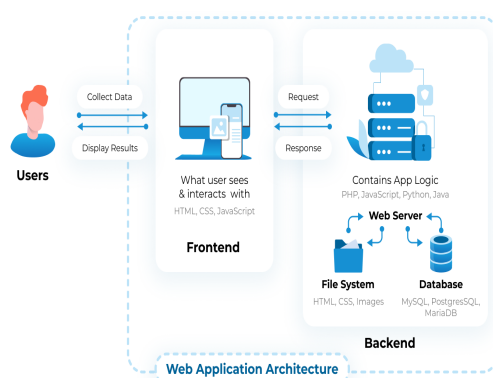 Collect Data
Display Results
Users
What user sees
& interacts with
HTML, CSS, JavaScript
Frontend
Request
Response
Contains App Logic
PHP, JavaScript, Python, Java
Web Server
File System
HTML, CSS, Images
Database
MySQL, PostgresSQL,
MariaDB
Backend
Web Application Architecture